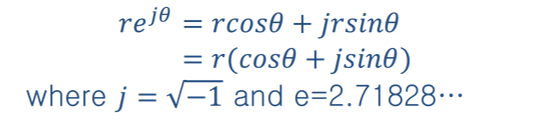 re^{jθ} = rcosθ + jrsinθ
= r(cosθ + jsinθ)
where j = √−1 and e=2.71828⋯